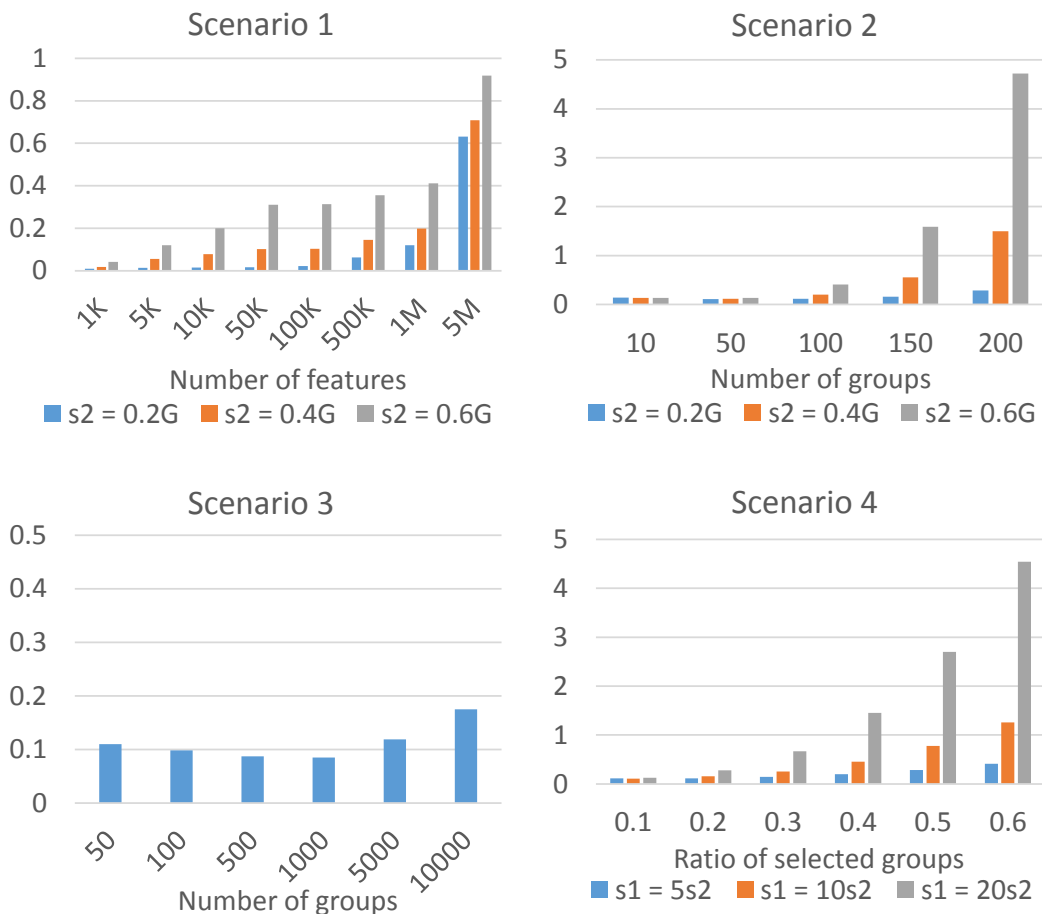 Scenario 1
1
0.8
0.6
0.4
0.2
0
1K 5K 10K 50K 100K 500K 1M 5M
Number of features
s2 = 0.2G s2 = 0.4G s2 = 0.6G
Scenario 2
5
4
3
2
1
0
10 50 100 150 200
Number of groups
s2 = 0.2G s2 = 0.4G s2 = 0.6G
Scenario 3
0.5
0.4
0.3
0.2
0.1
0
50 100 500 1000 5000 10000
Number of groups
Scenario 4
5
4
3
2
1
0
0.1 0.2 0.3 0.4 0.5 0.6
Ratio of selected groups
s1 = 5s2 s1 = 10s2 s1 = 20s2